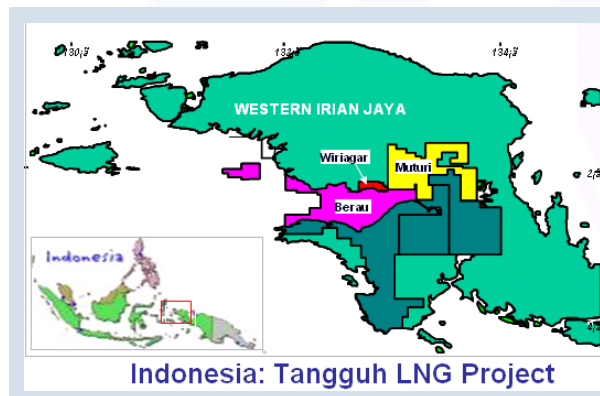 130¡ã
132¡ã
134¡ã
WESTERN IRIAN JAYA
Wiriagar
Muturi
Berau
Indonesia
Indonesia: Tangguh LNG Project